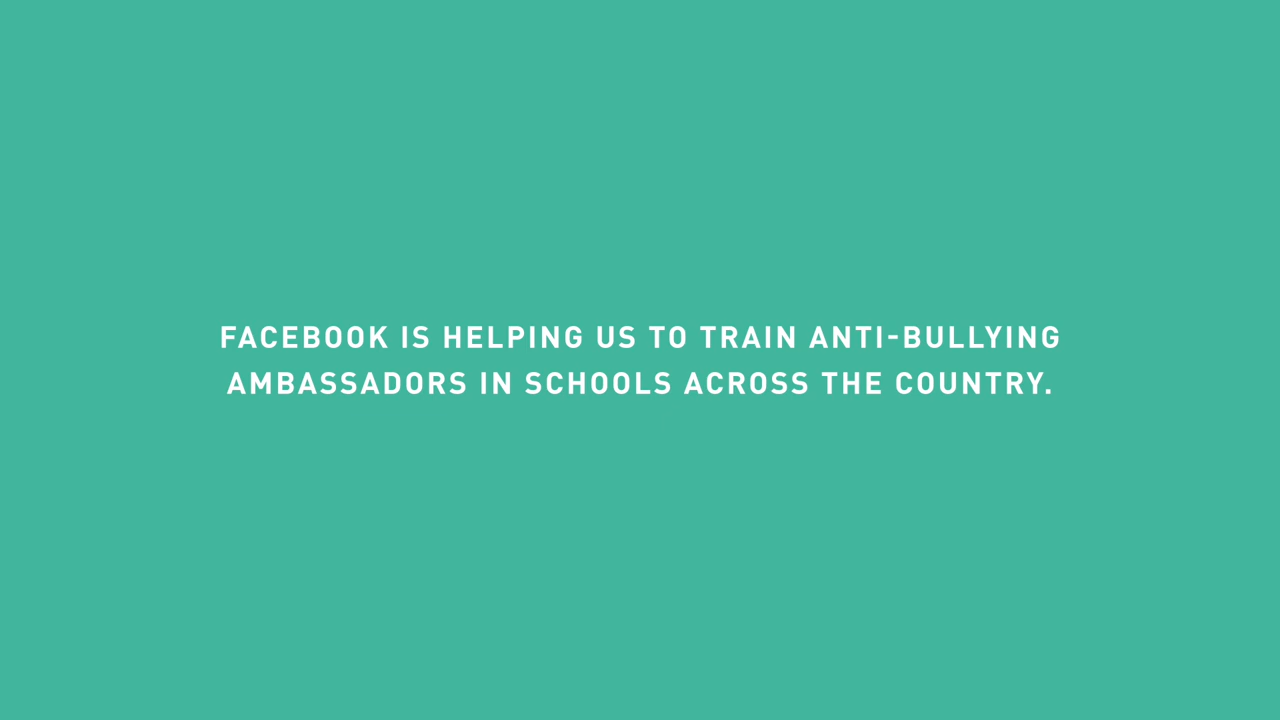 FACEBOOK IS HELPING US TO TRAIN ANTI-BULLYING
AMBASSADORS IN SCHOOLS ACROSS THE COUNTRY.